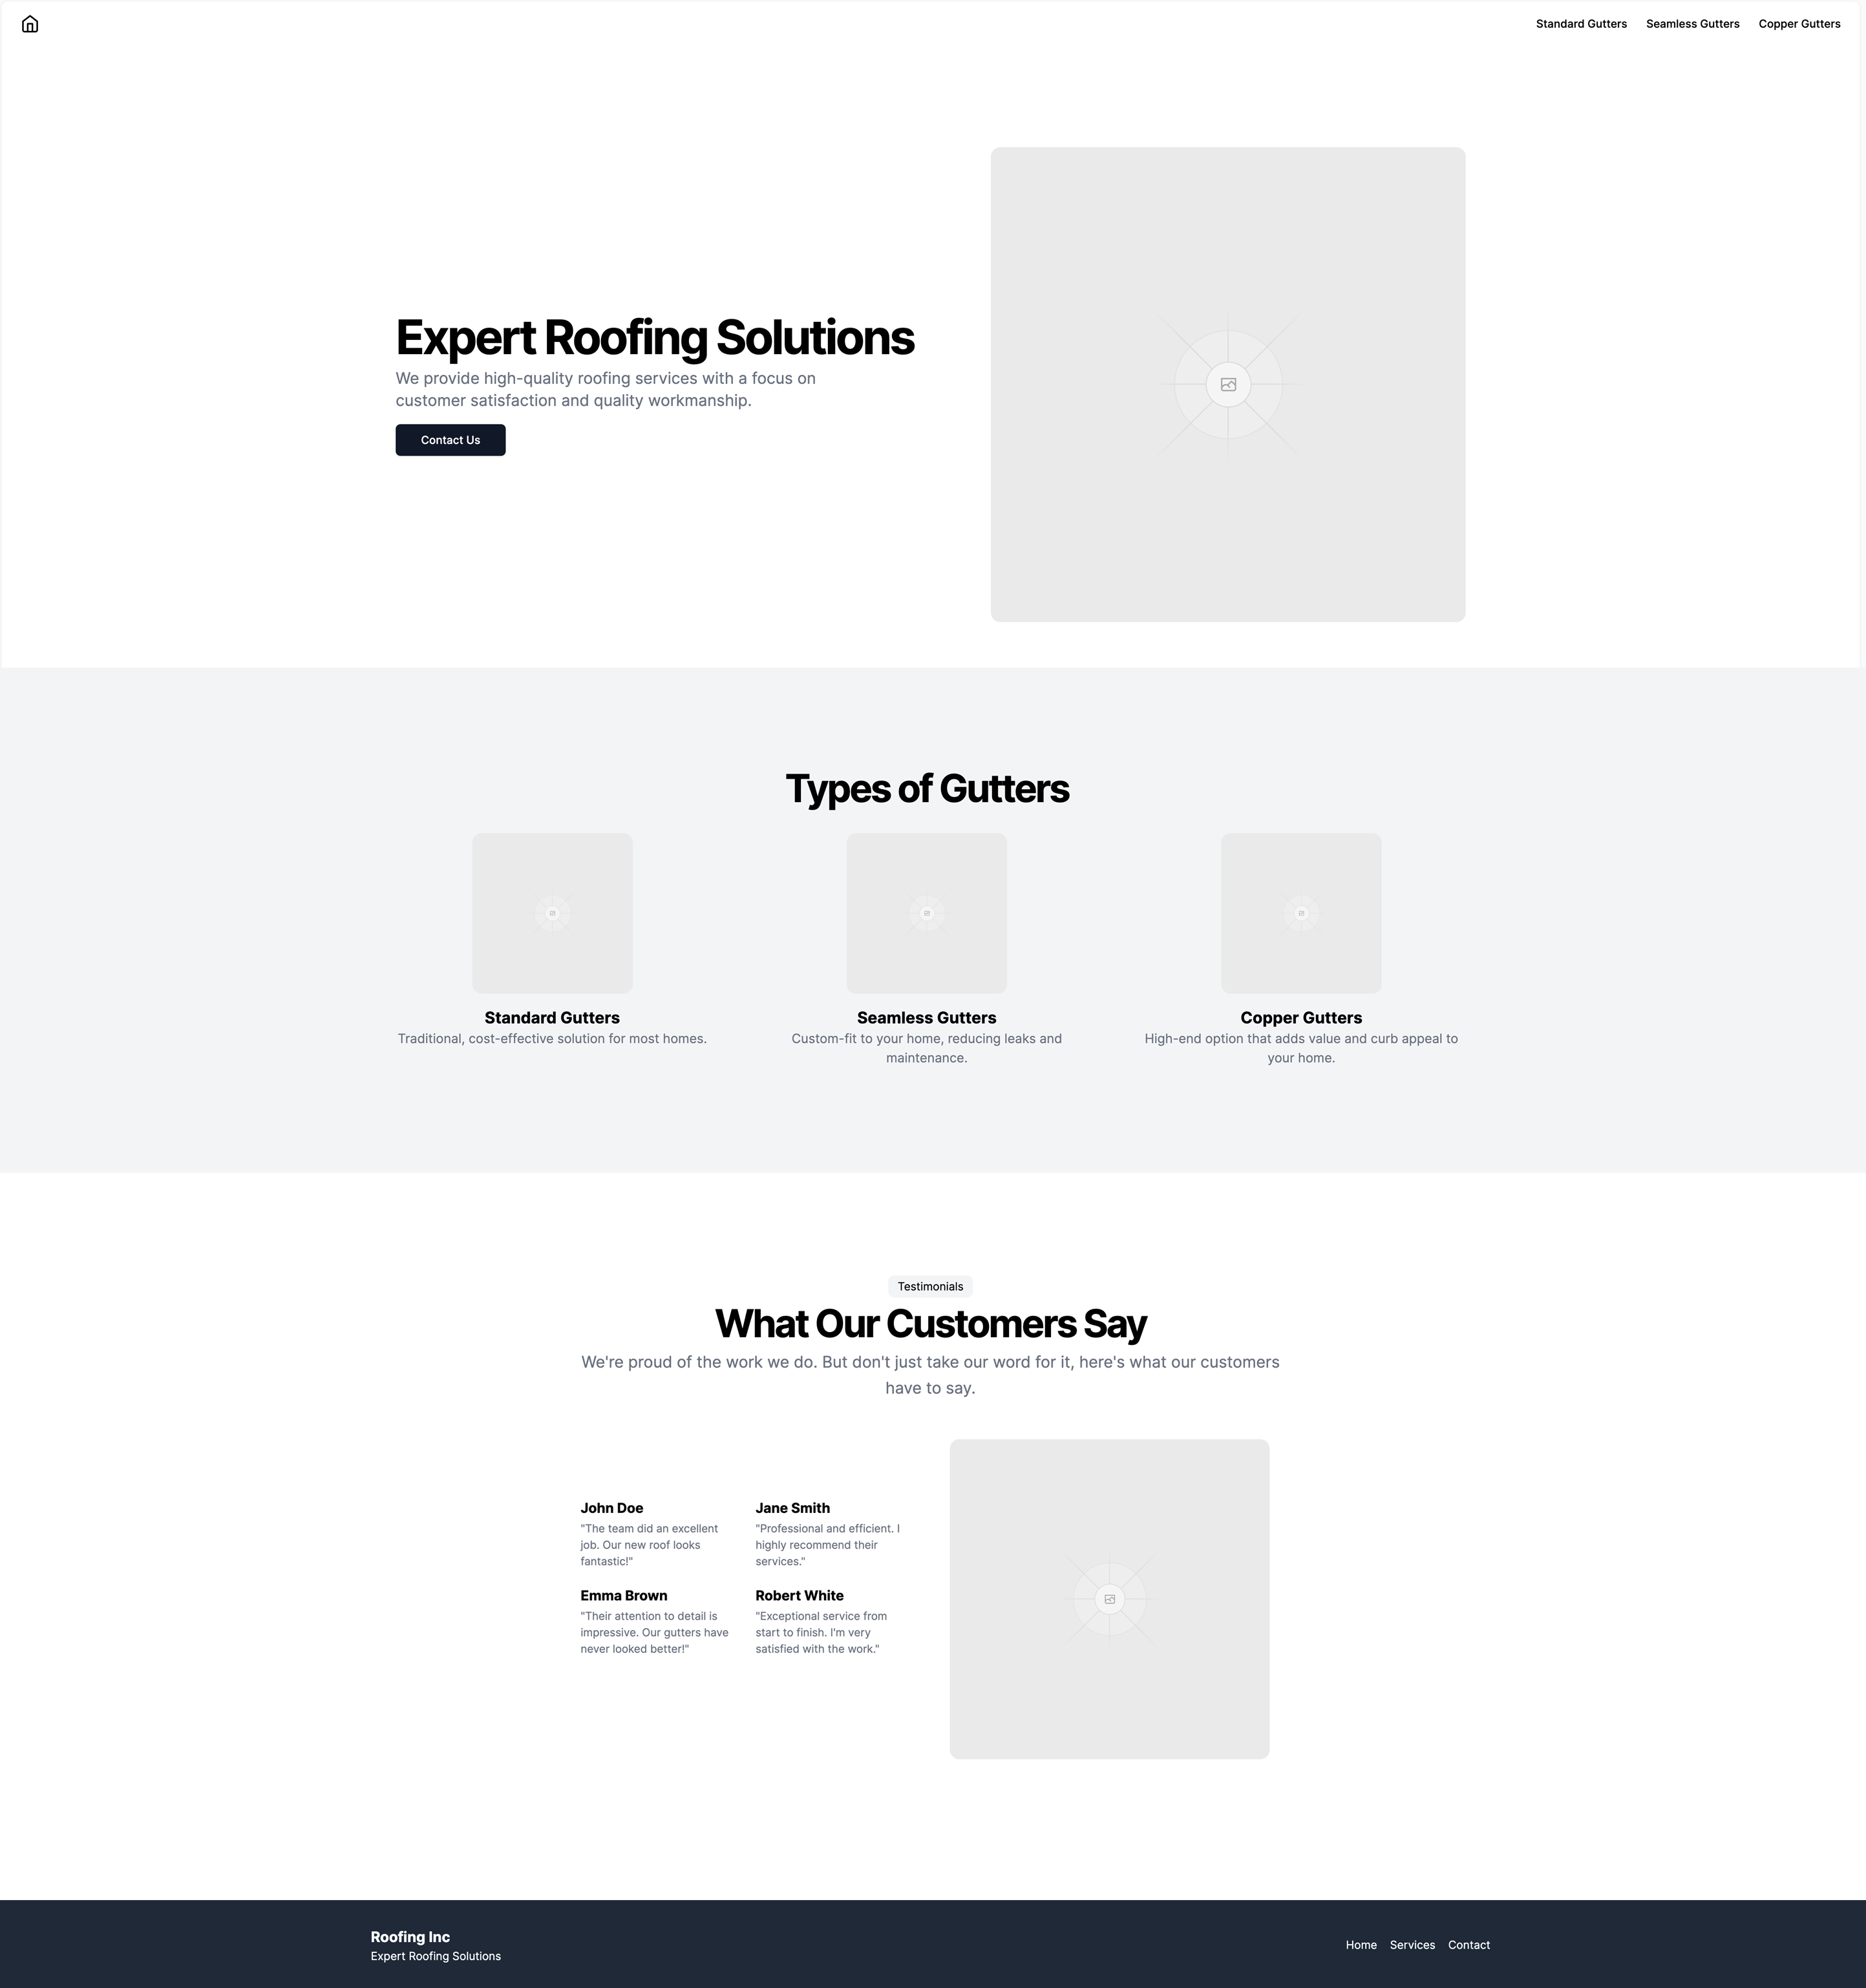 Standard Gutters
Seamless Gutters
Copper Gutters
Expert Roofing Solutions
We provide high-quality roofing services with a focus on
customer satisfaction and quality workmanship.
Contact Us
Types of Gutters
Standard Gutters
Traditional, cost-effective solution for most homes.
Seamless Gutters
Custom-fit to your home, reducing leaks and
maintenance.
Copper Gutters
High-end option that adds value and curb appeal to
your home.
Testimonials
What Our Customers Say
We're proud of the work we do. But don't just take our word for it, here's what our customers
have to say.
John Doe
"The team did an excellent
job. Our new roof looks
fantastic!"
Jane Smith
"Professional and efficient. I
highly recommend their
services."
Emma Brown
"Their attention to detail is
impressive. Our gutters have
never looked better!"
Robert White
"Exceptional service from
start to finish. I'm very
satisfied with the work."
Roofing Inc
Expert Roofing Solutions
Home
Services
Contact